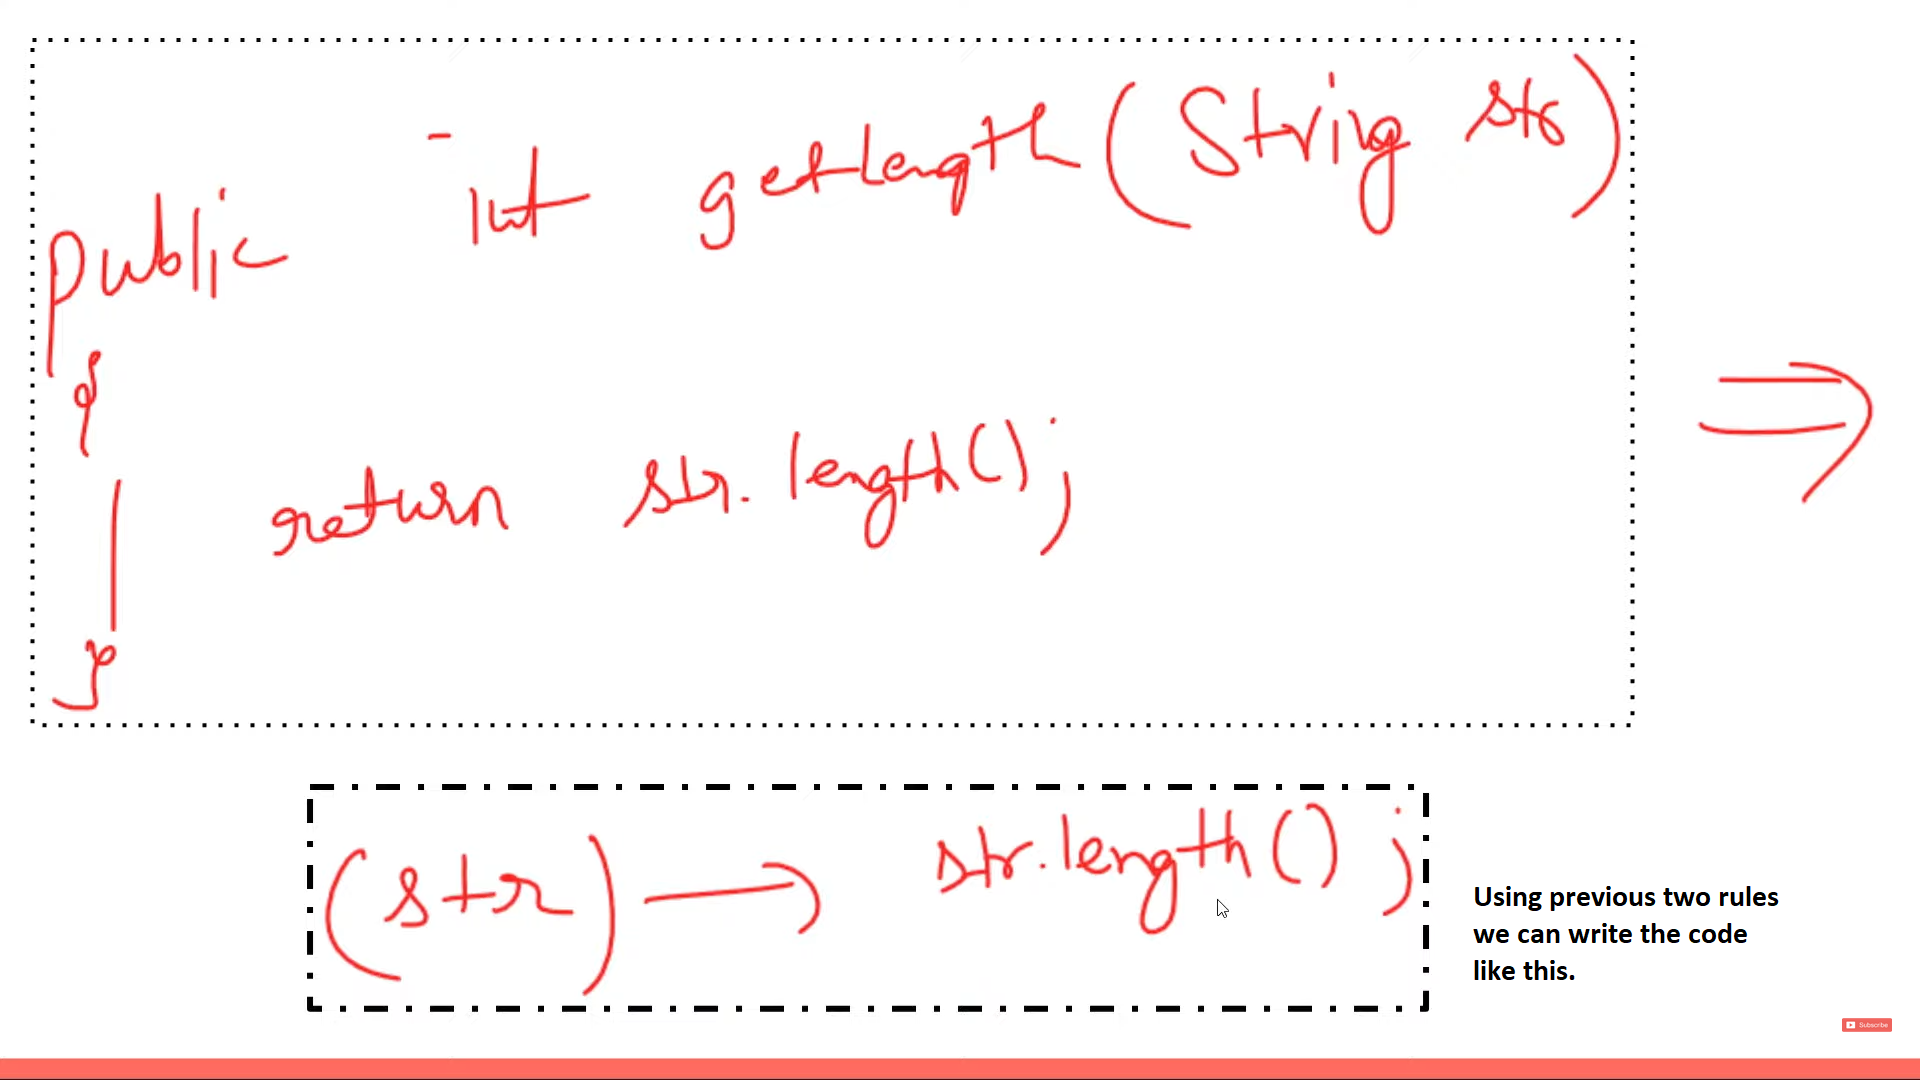 public int getLength (String str)
{
return str.length();
}
(str) → str.length() ;
Using previous two rules
we can write the code
like this.
Subscribe